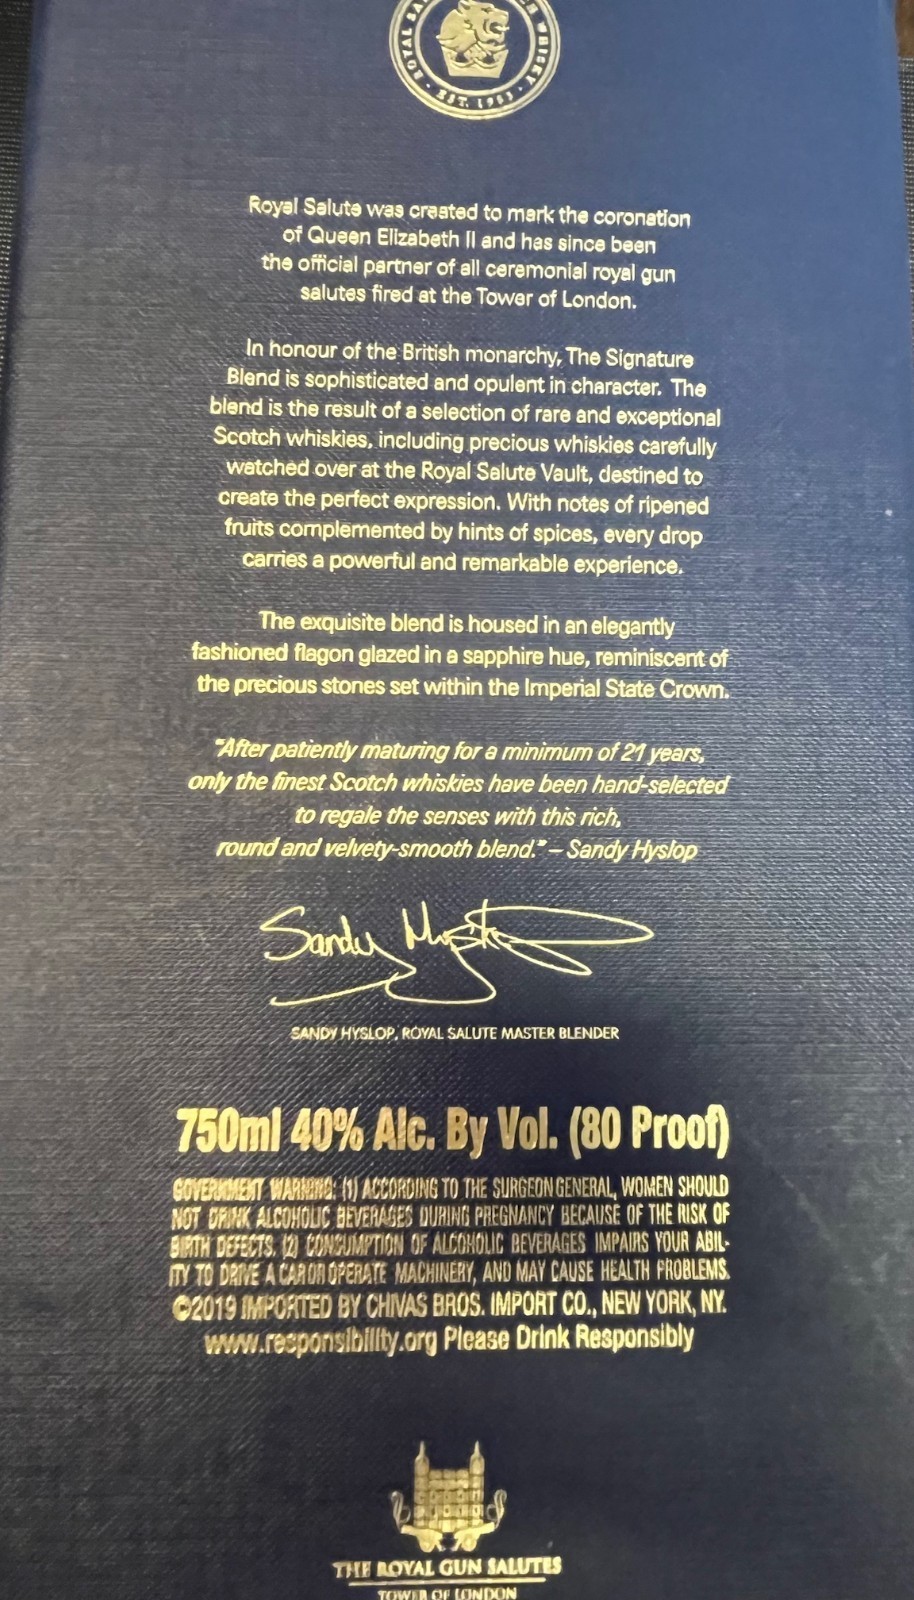 ROYAL SA WHISKY
EST. 1953
Royal Salute was created to mark the coronation
of Queen Elizabeth II and has since been
the official partner of all ceremonial royal gun
salutes fired at the Tower of London.
In honour of the British monarchy, The Signature
Blend is sophisticated and opulent in character. The
blend is the result of a selection of rare and exceptional
Scotch whiskies, including precious whiskies carefully
watched over at the Royal Salute Vault, destined to
create the perfect expression. With notes of ripened
fruits complemented by hints of spices, every drop
carries a powerful and remarkable experience.
The exquisite blend is housed in an elegantly
fashioned flagon glazed in a sapphire hue, reminiscent of
the precious stones set within the Imperial State Crown.
"After patiently maturing for a minimum of 21 years,
only the finest Scotch whiskies have been hand-selected
to regale the senses with this rich,
round and velvety-smooth blend." – Sandy Hyslop
Sandy Hyslop
SANDY HYSLOP, ROYAL SALUTE MASTER BLENDER
750ml 40% Alc. By Vol. (80 Proof)
GOVERNMENT WARNING: (1) ACCORDING TO THE SURGEON GENERAL, WOMEN SHOULD
NOT DRINK ALCOHOLIC BEVERAGES DURING PREGNANCY BECAUSE OF THE RISK OF
BIRTH DEFECTS. (2) CONSUMPTION OF ALCOHOLIC BEVERAGES IMPAIRS YOUR ABIL-
ITY TO DRIVE A CAR OR OPERATE MACHINERY, AND MAY CAUSE HEALTH PROBLEMS.
©2019 IMPORTED BY CHIVAS BROS. IMPORT CO., NEW YORK, NY.
www.responsibility.org Please Drink Responsibly
THE ROYAL GUN SALUTES
TOWER OF LONDON